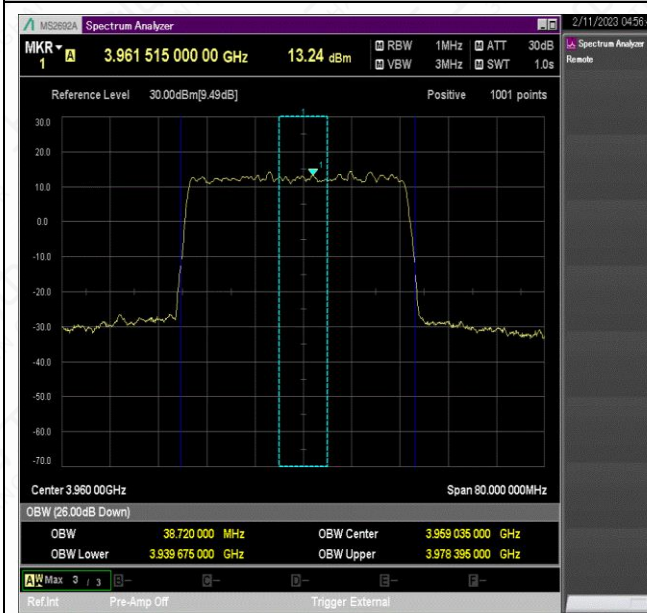 MS2692A Spectrum Analyzer
2/11/2023 0456
MKR 1 A 3.961 515 000 00 GHz 13.24 dBm M RBW 1MHz M ATT 30dB
M VBW 3MHz M SWT 1.0s
Spectrum Analyzer
Remote
Reference Level 30.00dBm[9.49dB] Positive 1001 points
30.0
20.0
1
10.0
0.0
-10.0
-20.0
-30.0
-40.0
-50.0
-60.0
-70.0
Center 3.960 00GHz Span 80.000 000MHz
OBW (26.00dB Down)
OBW 38.720 000 MHz OBW Center 3.959 035 000 GHz
OBW Lower 3.939 675 000 GHz OBW Upper 3.978 395 000 GHz
A W Max 3 / 3 B- C- D- E- F-
Ref.Int Pre-Amp Off Trigger External